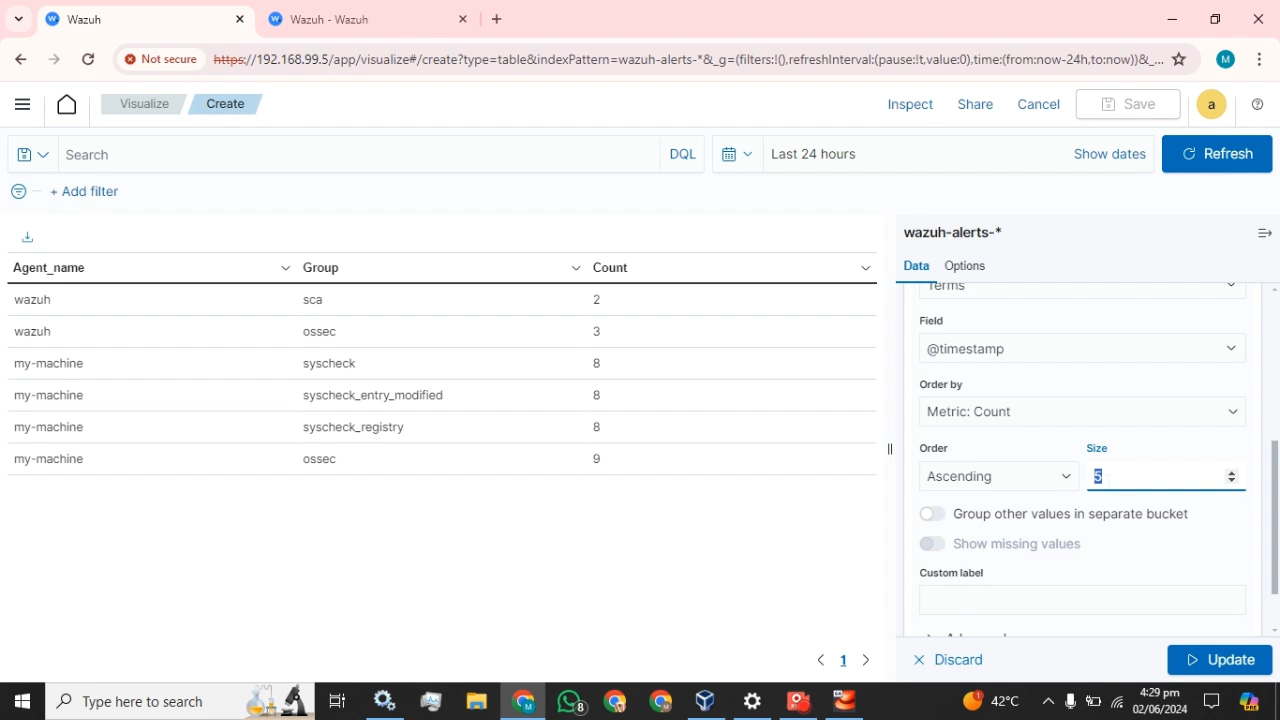 Wazuh
Wazuh - Wazuh
Not secure
https://192.168.99.5/app/visualize#/create?type=table&indexPattern=wazuh-alerts-*&_g=(filters:!(),refreshInterval:(pause:!t,value:0),time:(from:now-24h,to:now))&_...
M
Visualize
Create
Inspect
Share
Cancel
Save
a
Search
DQL
Last 24 hours
Show dates
Refresh
+ Add filter
wazuh-alerts-*
Data
Options
Agent_name Group Count
wazuh sca 2
wazuh ossec 3
my-machine syscheck 8
my-machine syscheck_entry_modified 8
my-machine syscheck_registry 8
my-machine ossec 9
1
Terms
Field
@timestamp
Order by
Metric: Count
Order
Size
Ascending
5
Group other values in separate bucket
Show missing values
Custom label
Discard
Update
Type here to search
8
1
42°C
4:29 pm
02/06/2024